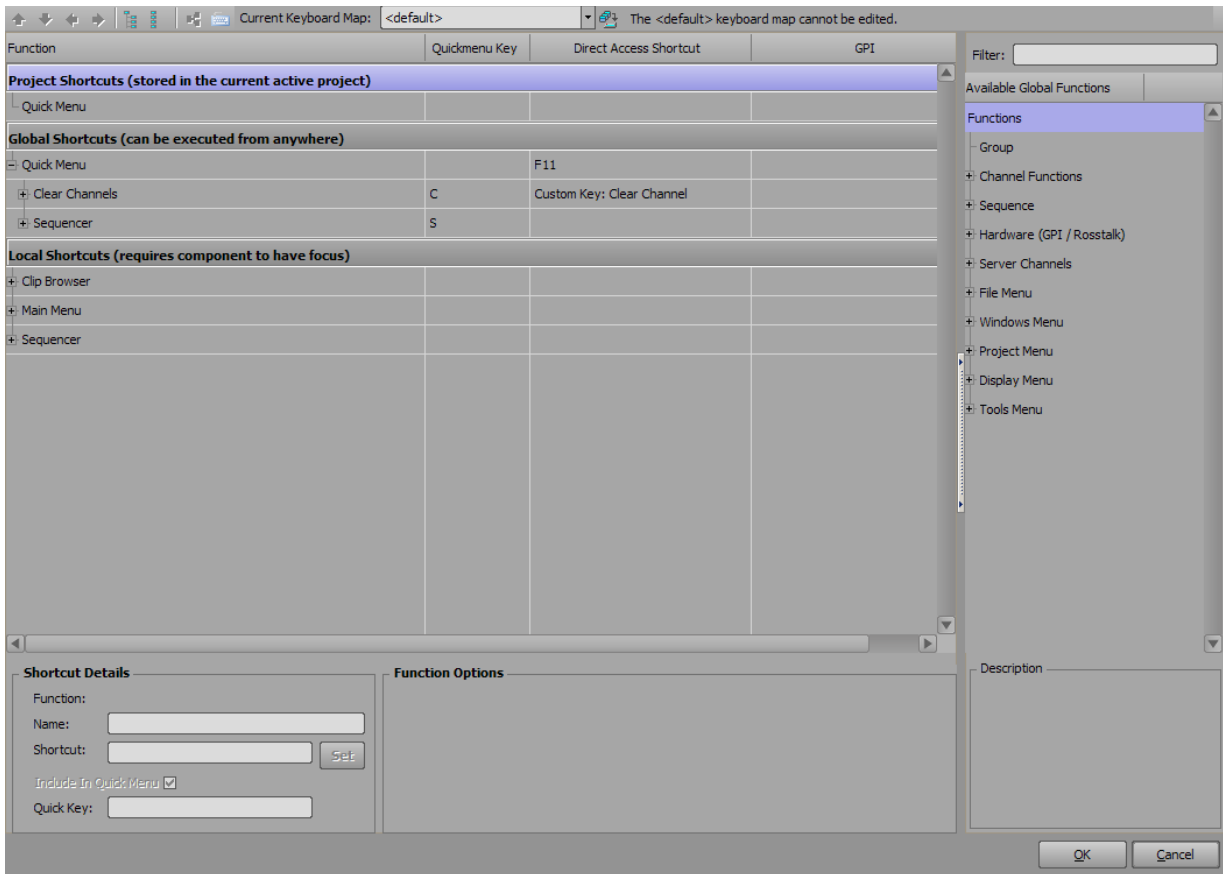 Current Keyboard Map: <default> The <default> keyboard map cannot be edited.
Function Quickmenu Key Direct Access Shortcut GPI
Project Shortcuts (stored in the current active project)
Quick Menu
Global Shortcuts (can be executed from anywhere)
Quick Menu F11
Clear Channels C Custom Key: Clear Channel
Sequencer S
Local Shortcuts (requires component to have focus)
Clip Browser
Main Menu
Sequencer
Filter:
Available Global Functions
Functions
Group
Channel Functions
Sequence
Hardware (GPI / Rosstalk)
Server Channels
File Menu
Windows Menu
Project Menu
Display Menu
Tools Menu
Shortcut Details
Function:
Name:
Shortcut: Set
Include In Quick Menu
Quick Key:
Function Options
Description
OK Cancel